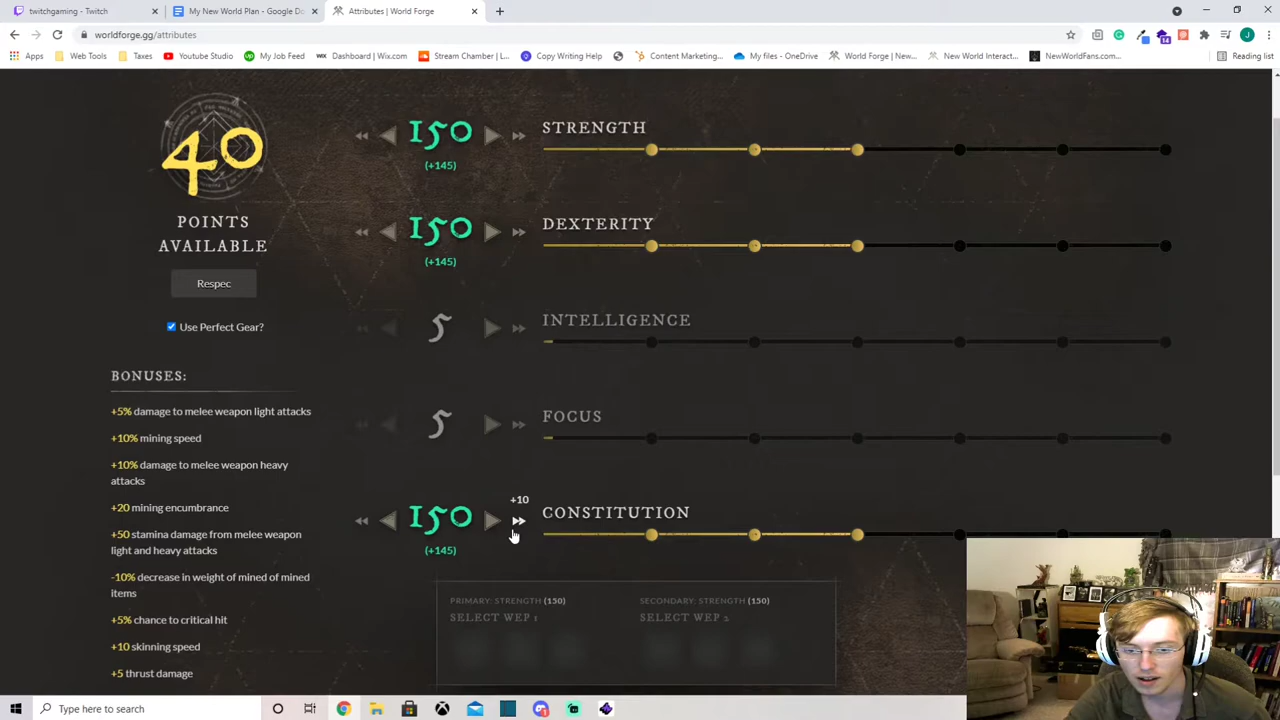 twitchgaming - Twitch
My New World Plan - Google Do
Attributes | World Forge
worldforge.gg/attributes
Apps
Web Tools
Taxes
Youtube Studio
My Job Feed
WIX Dashboard | Wix.com
Stream Chamber | L...
Copy Writing Help
Content Marketing...
My files - OneDrive
World Forge | New...
New World Interact...
NewWorldFans.com...
Reading list
40
POINTS
AVAILABLE
Respec
Use Perfect Gear?
BONUSES:
+5% damage to melee weapon light attacks
+10% mining speed
+10% damage to melee weapon heavy
attacks
+20 mining encumbrance
+50 stamina damage from melee weapon
light and heavy attacks
-10% decrease in weight of mined of mined
items
+5% chance to critical hit
+10 skinning speed
+5 thrust damage
150
(+145)
STRENGTH
150
(+145)
DEXTERITY
5
INTELLIGENCE
5
FOCUS
+10
150
(+145)
CONSTITUTION
PRIMARY: STRENGTH (150)
SELECT WEP 1
SECONDARY: STRENGTH (150)
SELECT WEP 2
Type here to search